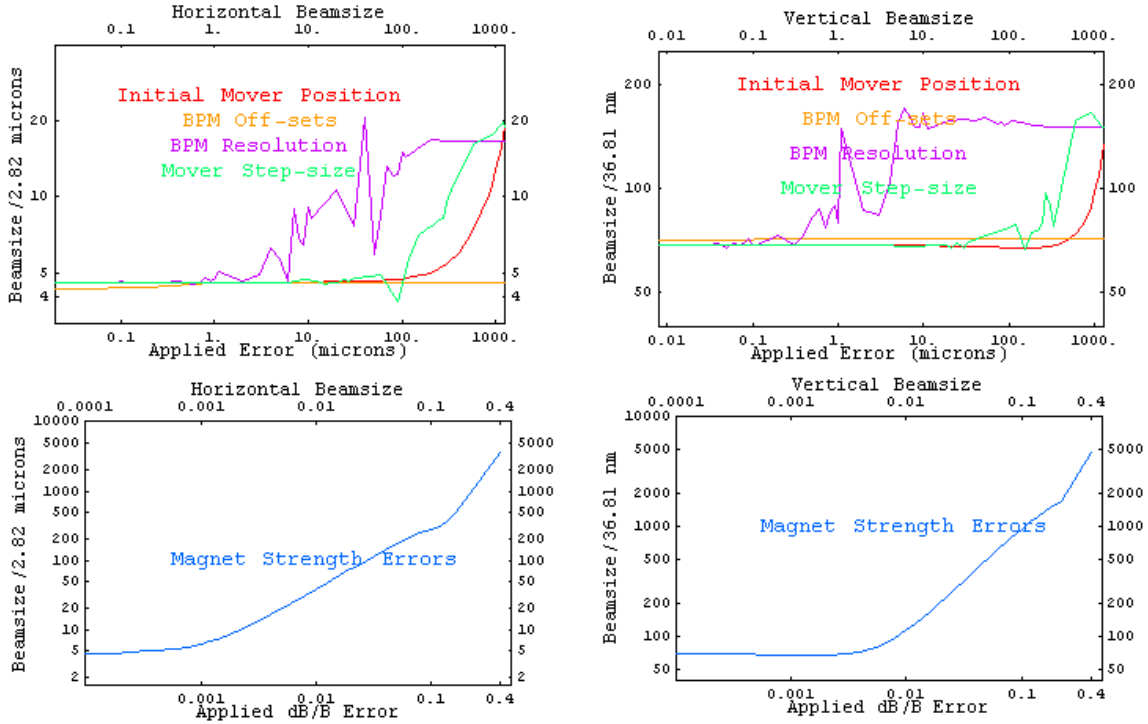 Horizontal Beamsize
0.1 1. 10. 100. 1000.
Beamsize/2.82 microns
20 20
10 10
5 5
4 4
Initial Mover Position
BPM Off-sets
BPM Resolution
Mover Step-size
0.1 1. 10. 100. 1000.
Applied Error (microns)
Vertical Beamsize
0.01 0.1 1. 10. 100. 1000.
Beamsize/36.81 nm
200 200
100 100
50 50
Initial Mover Position
BPM Off-sets
BPM Resolution
Mover Step-size
0.01 0.1 1. 10. 100. 1000.
Applied Error (microns)
Horizontal Beamsize
0.0001 0.001 0.01 0.1 0.4
Beamsize/2.82 microns
10000
5000 5000
1000 1000
500 500
100 100
50 50
20 20
10 10
5 5
2 2
Magnet Strength Errors
0.001 0.01 0.1 0.4
Applied dB/B Error
Vertical Beamsize
0.0001 0.001 0.01 0.1 0.4
Beamsize/36.81 nm
10000
5000 5000
2000 2000
1000 1000
500 500
200 200
100 100
50 50
Magnet Strength Errors
0.001 0.01 0.1 0.4
Applied dB/B Error